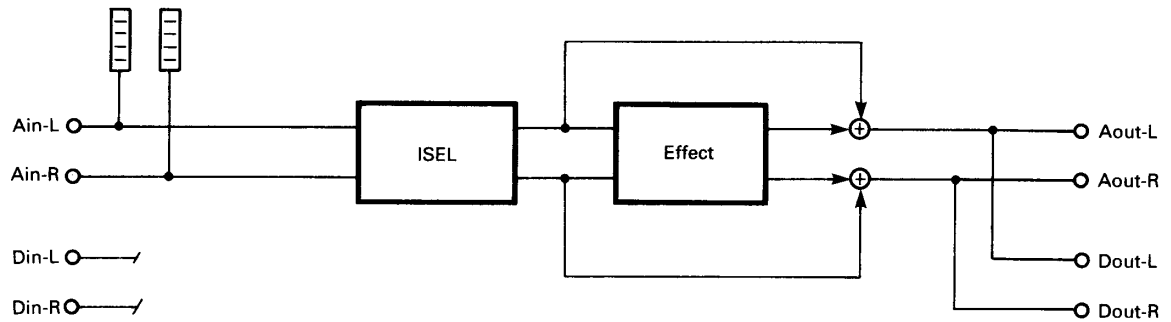 Ain-L
Ain-R
ISEL
Effect
Aout-L
Aout-R
Din-L
Din-R
Dout-L
Dout-R